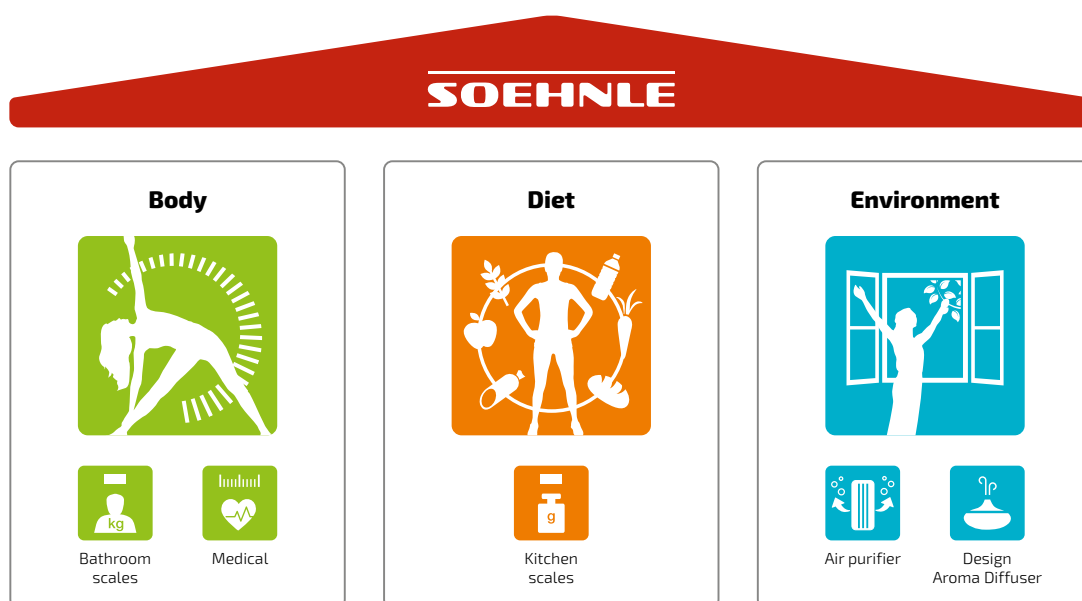 SOEHNLE
Body
kg
Bathroom
scales
Medical
Diet
g
Kitchen
scales
Environment
Air purifier
Design
Aroma Diffuser